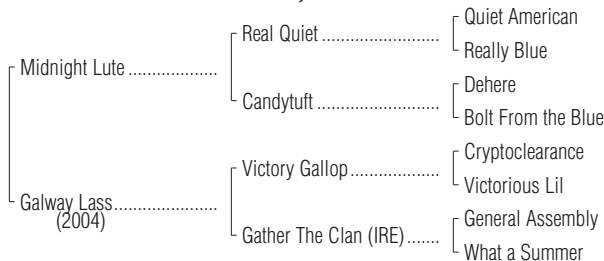 Quiet American
Real Quiet ........................
Really Blue
Midnight Lute ..................
Dehere
Candytuft .........................
Bolt From the Blue
Cryptoclearance
Victory Gallop ..................
Victorious Lil
Galway Lass.....................
(2004)
General Assembly
Gather The Clan (IRE) .......
What a Summer